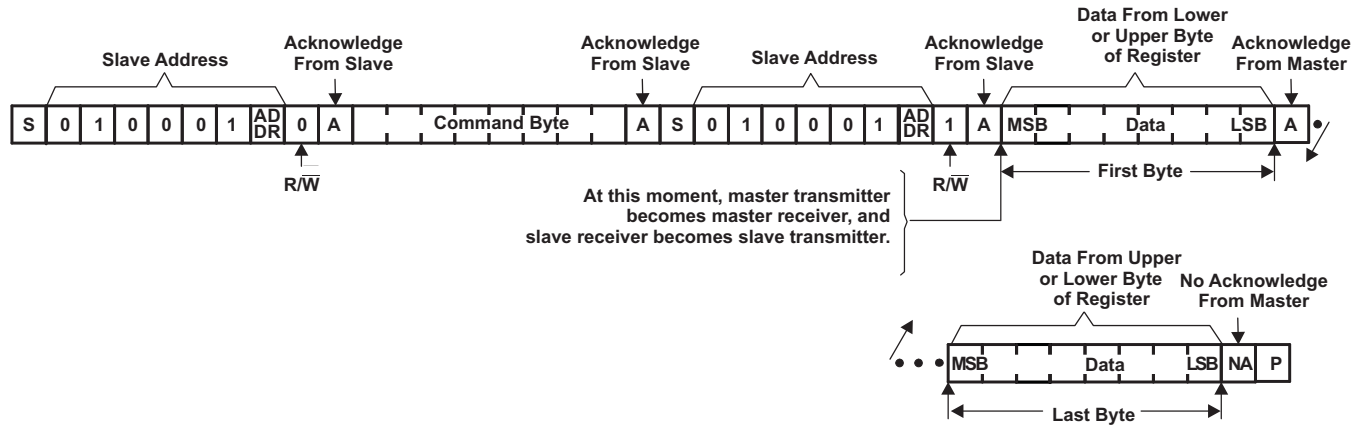 Slave Address
Acknowledge
From Slave
Acknowledge
From Slave
Slave Address
Acknowledge
From Slave
Data From Lower
or Upper Byte
of Register
Acknowledge
From Master
S 0 1 0 0 0 1 AD DR 0 A Command Byte A S 0 1 0 0 0 1 AD DR 1 A MSB Data LSB A
R/W̅
R/W̅
First Byte
At this moment, master transmitter
becomes master receiver, and
slave receiver becomes slave transmitter.
Data From Upper
or Lower Byte
of Register
No Acknowledge
From Master
MSB Data LSB NA P
Last Byte